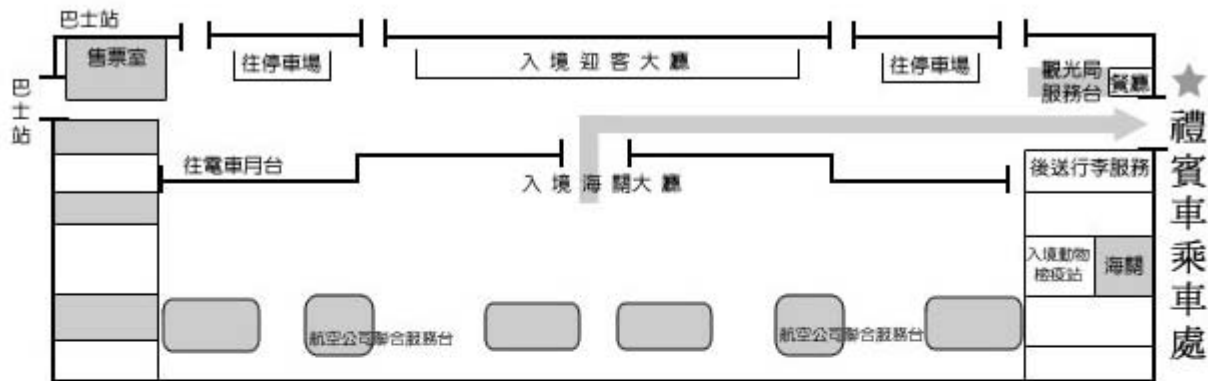 巴士站
售票室
往停車場
入境迎客大廳
往停車場
觀光局
服務台
餐廳
巴士站
★
禮賓車乘車處
往電車月台
入境海關大廳
後送行李服務
入境動物
檢疫站
海關
航空公司聯合服務台
航空公司聯合服務台